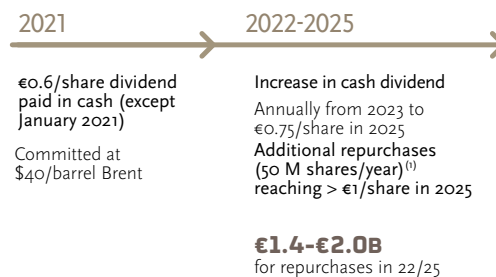 2021
€0.6/share dividend
paid in cash (except
January 2021)
Committed at
$40/barrel Brent
2022-2025
Increase in cash dividend
Annually from 2023 to
€0.75/share in 2025
Additional repurchases
(50 M shares/year)⁽¹⁾
reaching > €1/share in 2025
€1.4-€2.0B
for repurchases in 22/25